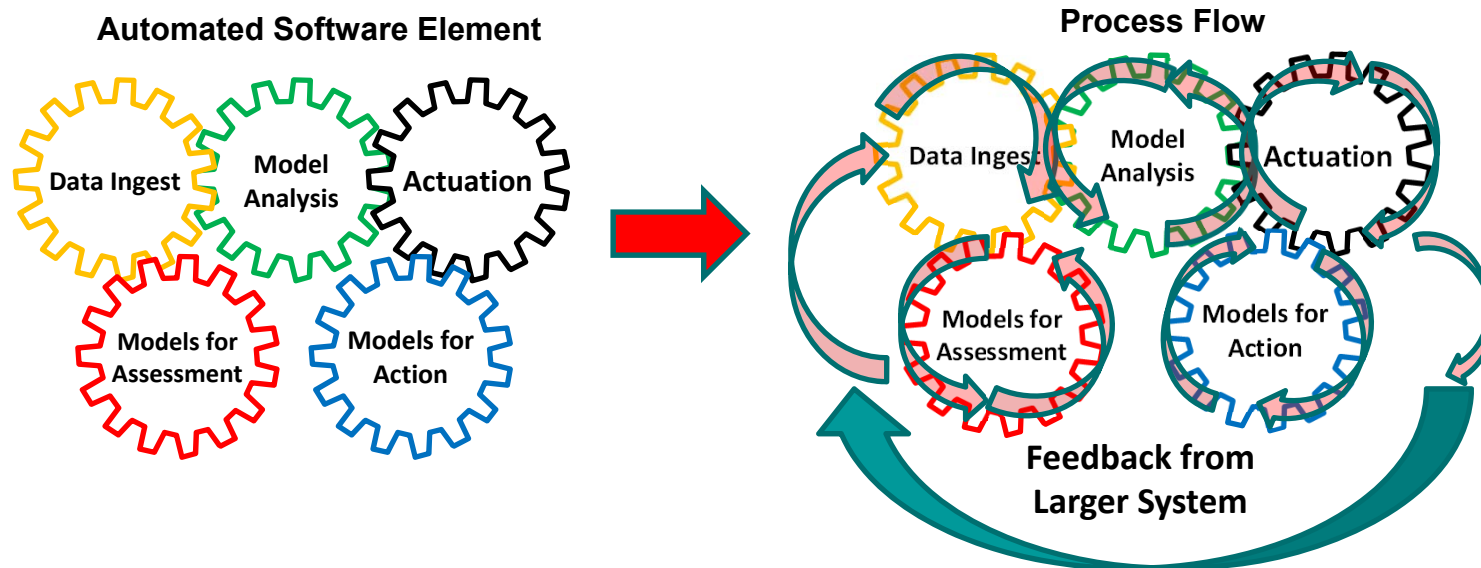 Automated Software Element
Data Ingest
Model
Analysis
Actuation
Models for
Assessment
Models for
Action
Process Flow
Data Ingest
Model
Analysis
Actuation
Models for
Assessment
Models for
Action
Feedback from
Larger System